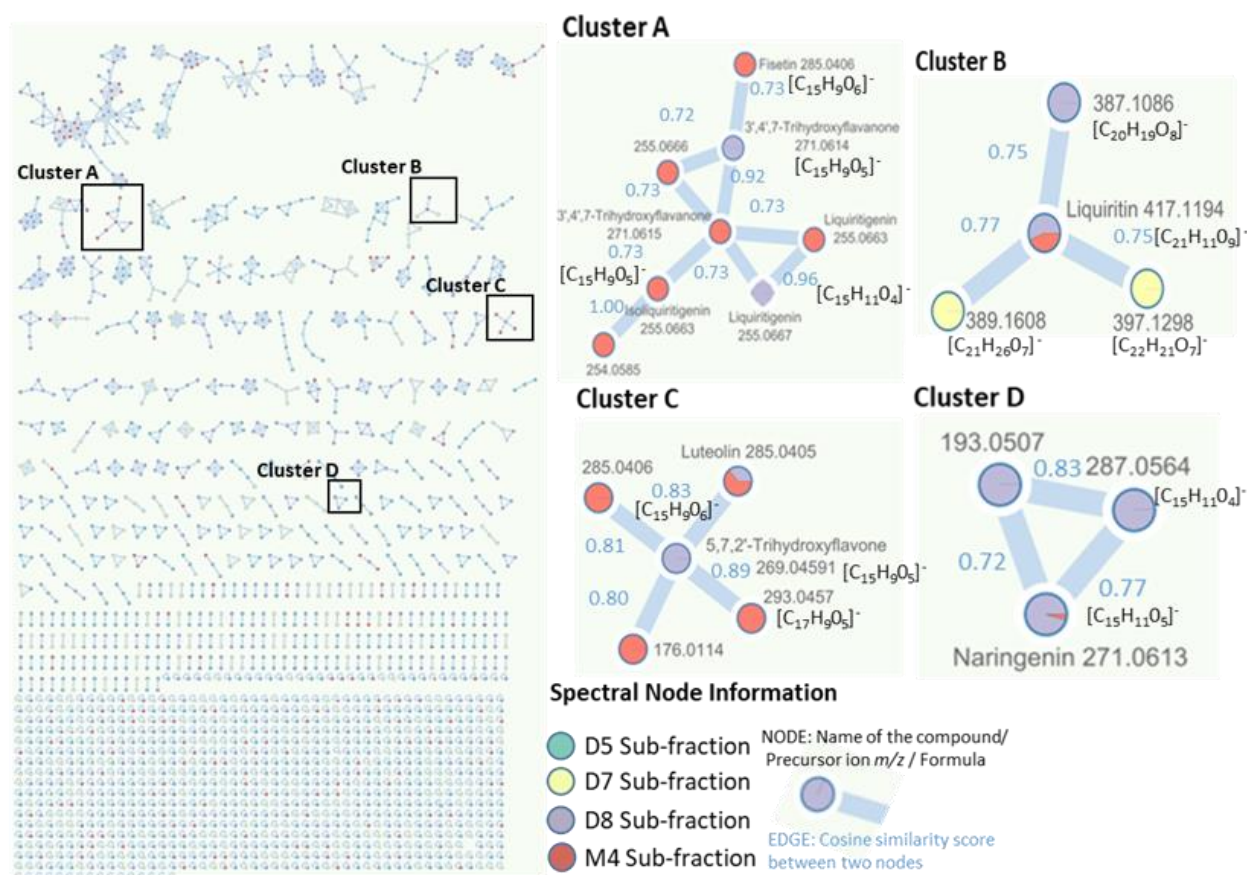 Cluster A
Cluster B
Cluster C
Cluster D
Cluster A
Fisetin 285.0406
0.73
[C₁₅H₉O₆]⁻
0.72
3',4',7-Trihydroxyflavanone
271.0614
[C₁₅H₉O₅]⁻
255.0666
0.73
0.92
0.73
3',4',7-Trihydroxyflavanone
271.0615
Liquiritigenin
255.0663
0.73
[C₁₅H₉O₅]⁻
0.73
0.96
[C₁₅H₁₁O₄]⁻
1.00
Isoliquiritigenin
255.0663
Liquiritigenin
255.0667
254.0585
Cluster B
387.1086
[C₂₀H₁₉O₈]⁻
0.75
0.77
Liquiritin 417.1194
0.75
[C₂₁H₁₁O₉]⁻
389.1608
[C₂₁H₂₆O₇]⁻
397.1298
[C₂₂H₂₁O₇]⁻
Cluster C
Luteolin 285.0405
285.0406
0.83
[C₁₅H₉O₆]⁻
0.81
5,7,2'-Trihydroxyflavone
0.89
269.04591
[C₁₅H₉O₅]⁻
0.80
293.0457
[C₁₇H₉O₅]⁻
176.0114
Cluster D
193.0507
0.83
287.0564
[C₁₅H₁₁O₄]⁻
0.72
0.77
[C₁₅H₁₁O₅]⁻
Naringenin 271.0613
Spectral Node Information
D5 Sub-fraction
D7 Sub-fraction
D8 Sub-fraction
M4 Sub-fraction
NODE: Name of the compound/
Precursor ion m/z / Formula
EDGE: Cosine similarity score
between two nodes